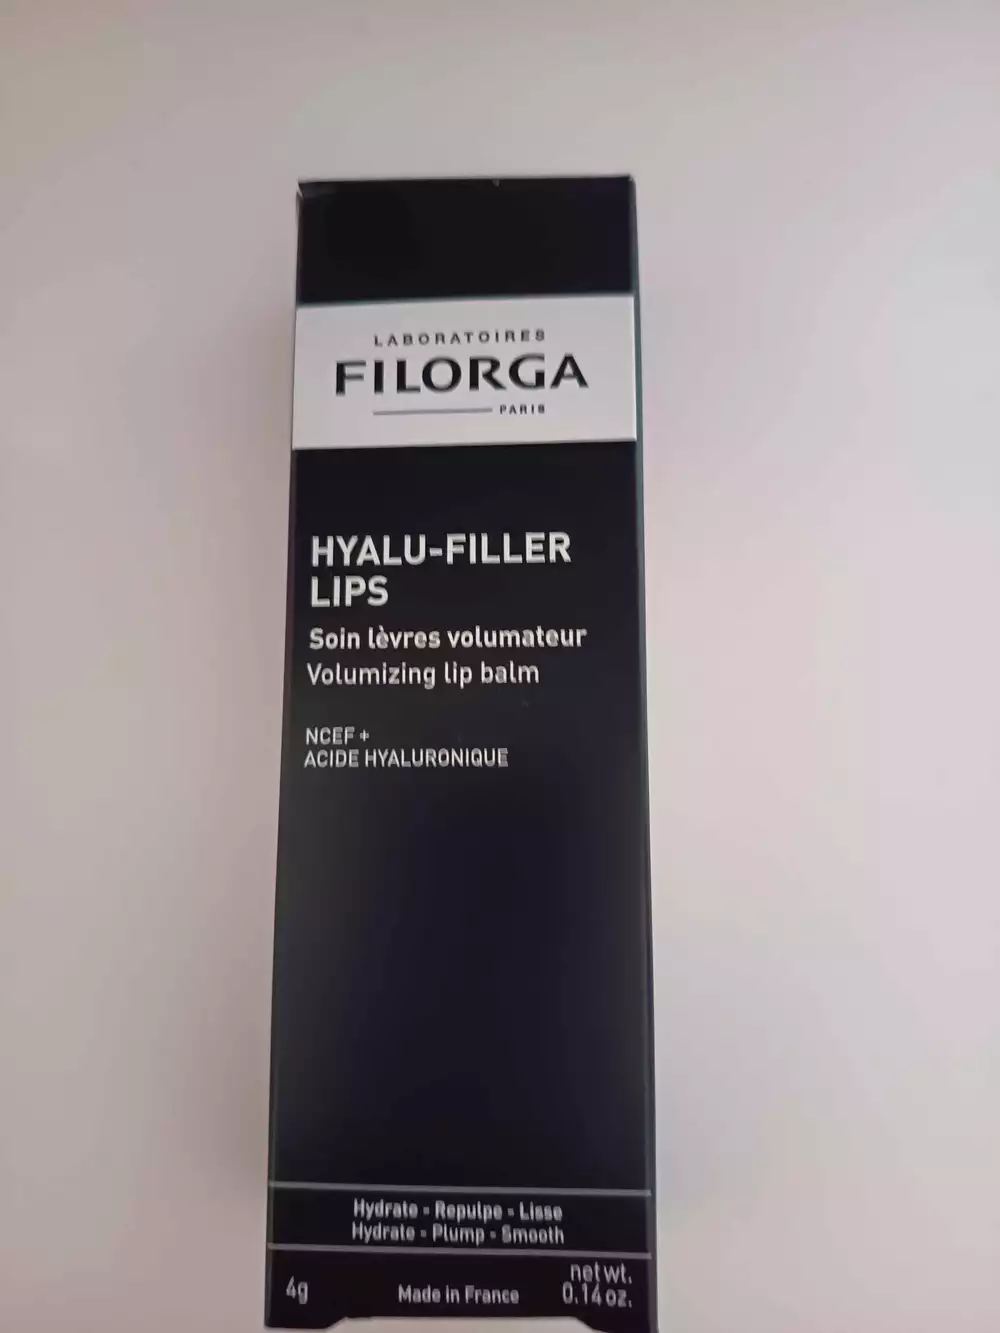 LABORATOIRES
FILORGA
PARIS
HYALU-FILLER
LIPS
Soin lèvres volumateur
Volumizing lip balm
NCEF +
ACIDE HYALURONIQUE
Hydrate - Repulpe - Lisse
Hydrate - Plump - Smooth
4g
Made in France
net wt.
0.14 oz.